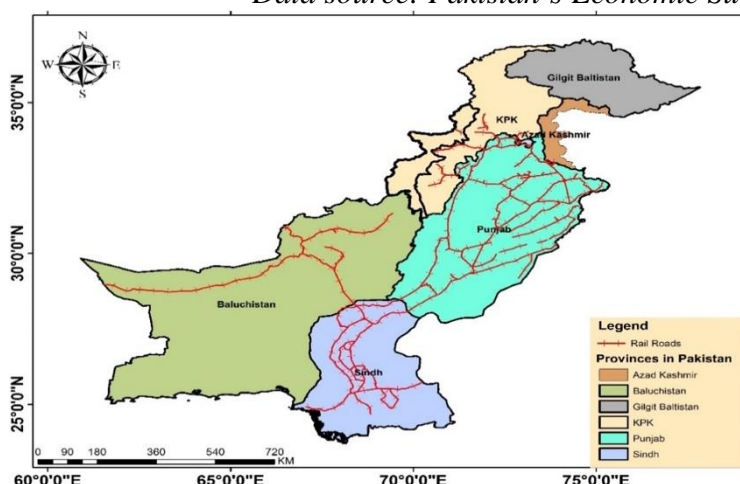 Data source: Pakistan's Economic Su
N
W E
S
Gilgit Baltistan
35°0'0"N
KPK
Azad Kashmir
Punjab
30°0'0"N
Baluchistan
Sindh
25°0'0"N
Legend
Rail Roads
Provinces in Pakistan
Azad Kashmir
Baluchistan
Gilgit Baltistan
KPK
Punjab
Sindh
0 90 180 360 540 720
KM
60°0'0"E 65°0'0"E 70°0'0"E 75°0'0"E